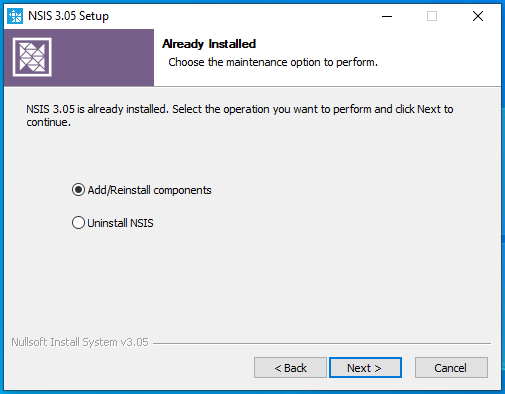 NSIS 3.05 Setup
Already Installed
Choose the maintenance option to perform.
NSIS 3.05 is already installed. Select the operation you want to perform and click Next to
continue.
Add/Reinstall components
Uninstall NSIS
Nullsoft Install System v3.05
< Back
Next >
Cancel